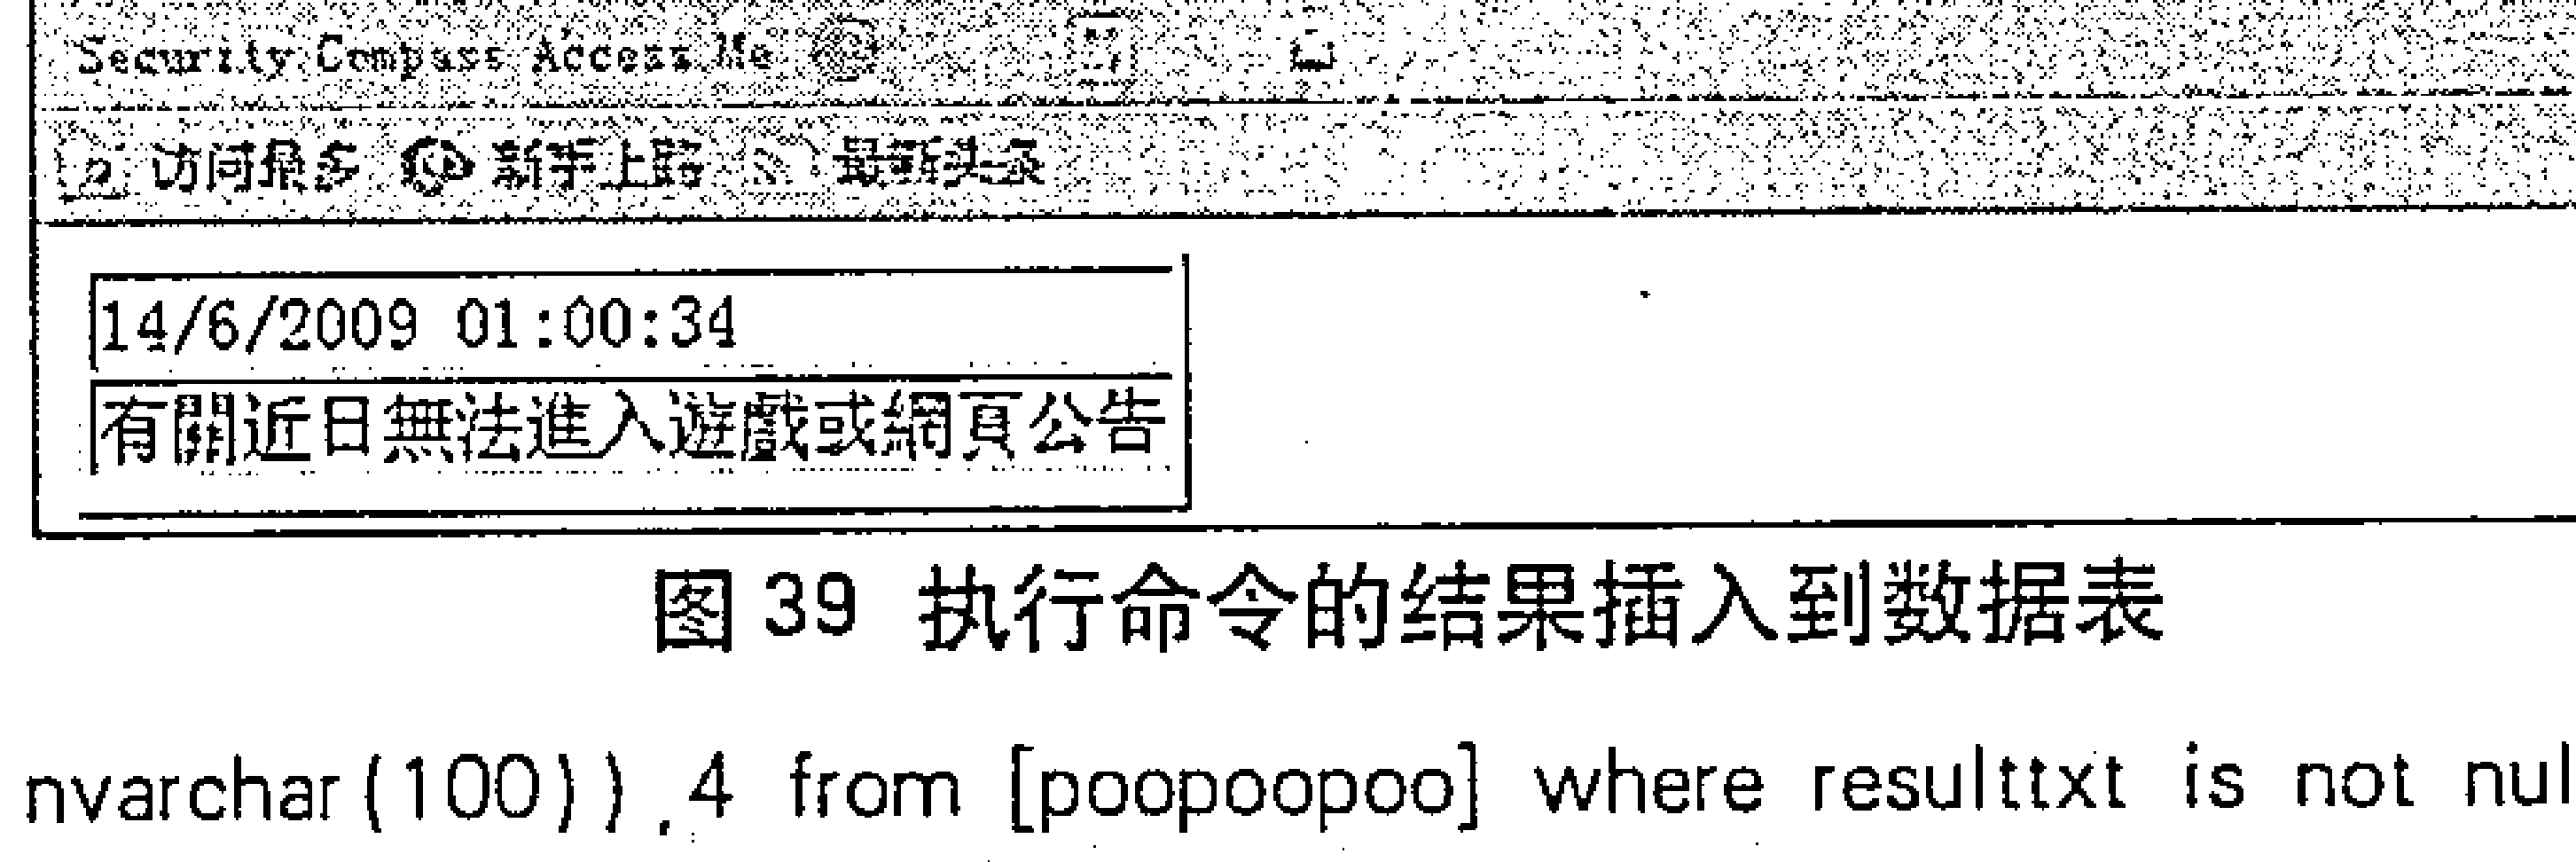 Security Compass Access Me
访问最多 新手上路 最新头条
14/6/2009 01:00:34
有關近日無法進入遊戲或網頁公告
图 39 执行命令的结果插入到数据表
nvarchar(100)),4 from [poopoopoo] where resulttxt is not nul